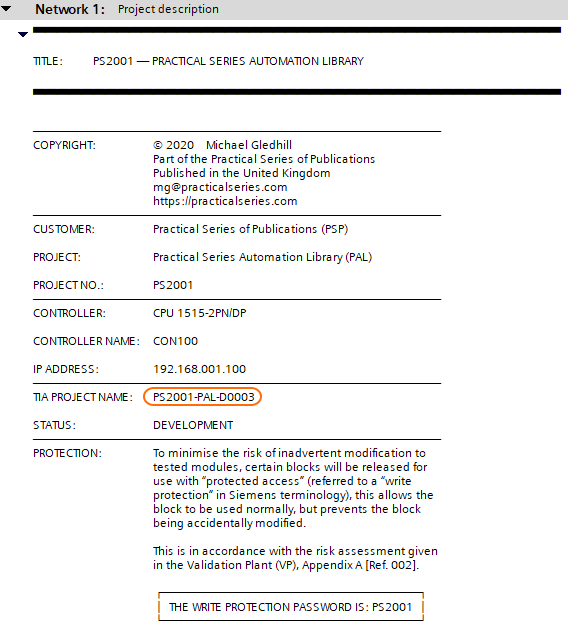 Network 1: Project description
TITLE: PS2001 — PRACTICAL SERIES AUTOMATION LIBRARY
COPYRIGHT: © 2020 Michael Gledhill
Part of the Practical Series of Publications
Published in the United Kingdom
mg@practicalseries.com
https://practicalseries.com
CUSTOMER: Practical Series of Publications (PSP)
PROJECT: Practical Series Automation Library (PAL)
PROJECT NO.: PS2001
CONTROLLER: CPU 1515-2PN/DP
CONTROLLER NAME: CON100
IP ADDRESS: 192.168.001.100
TIA PROJECT NAME: PS2001-PAL-D0003
STATUS: DEVELOPMENT
PROTECTION: To minimise the risk of inadvertent modification to
tested modules, certain blocks will be released for
use with “protected access” (referred to a “write
protection” in Siemens terminology), this allows the
block to be used normally, but prevents the block
being accidentally modified.
This is in accordance with the risk assessment given
in the Validation Plant (VP), Appendix A [Ref. 002].
THE WRITE PROTECTION PASSWORD IS: PS2001